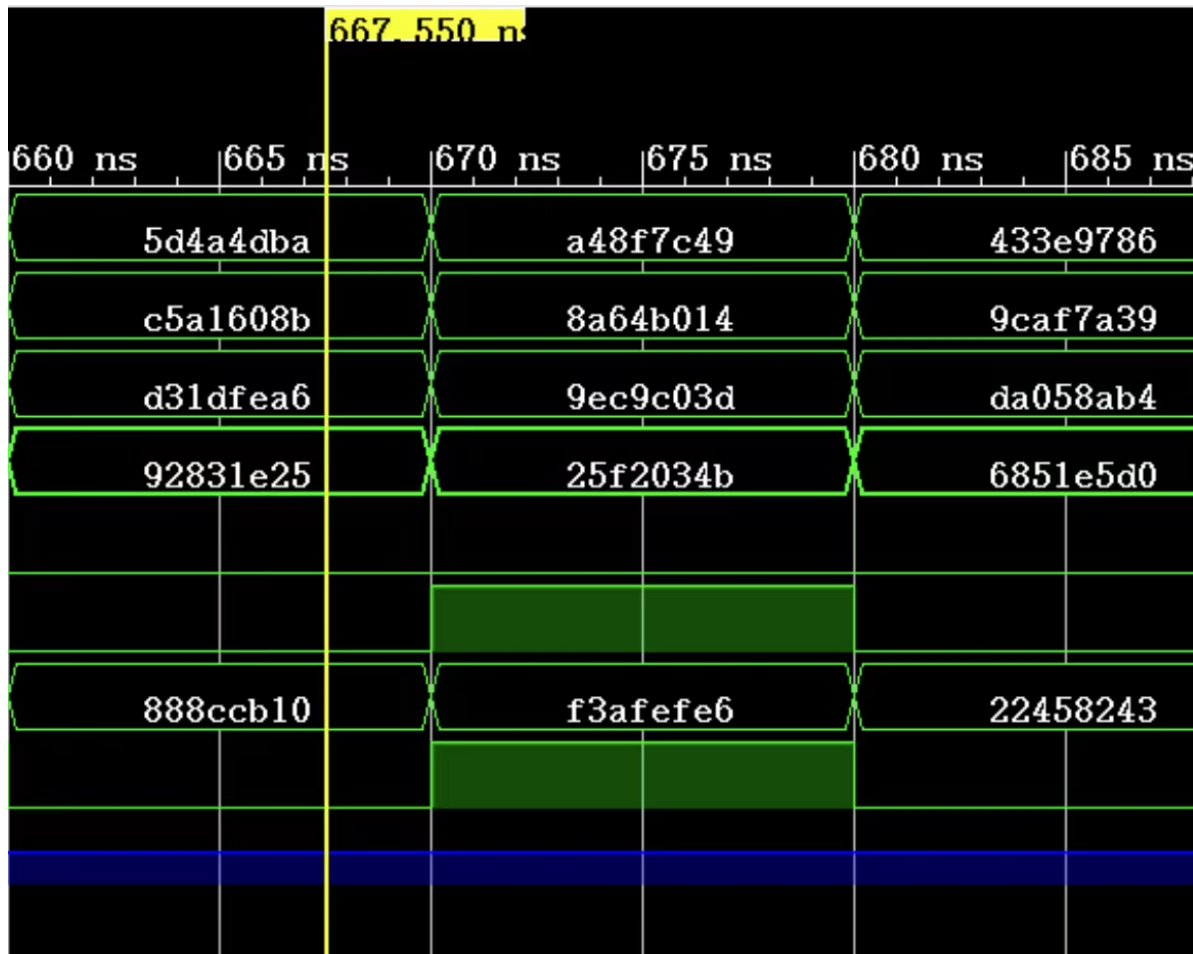 667.550 ns
660 ns 665 ns 670 ns 675 ns 680 ns 685 ns
5d4a4dba a48f7c49 433e9786
c5a1608b 8a64b014 9caf7a39
d31dfea6 9ec9c03d da058ab4
92831e25 25f2034b 6851e5d0
888ccb10 f3afefe6 22458243